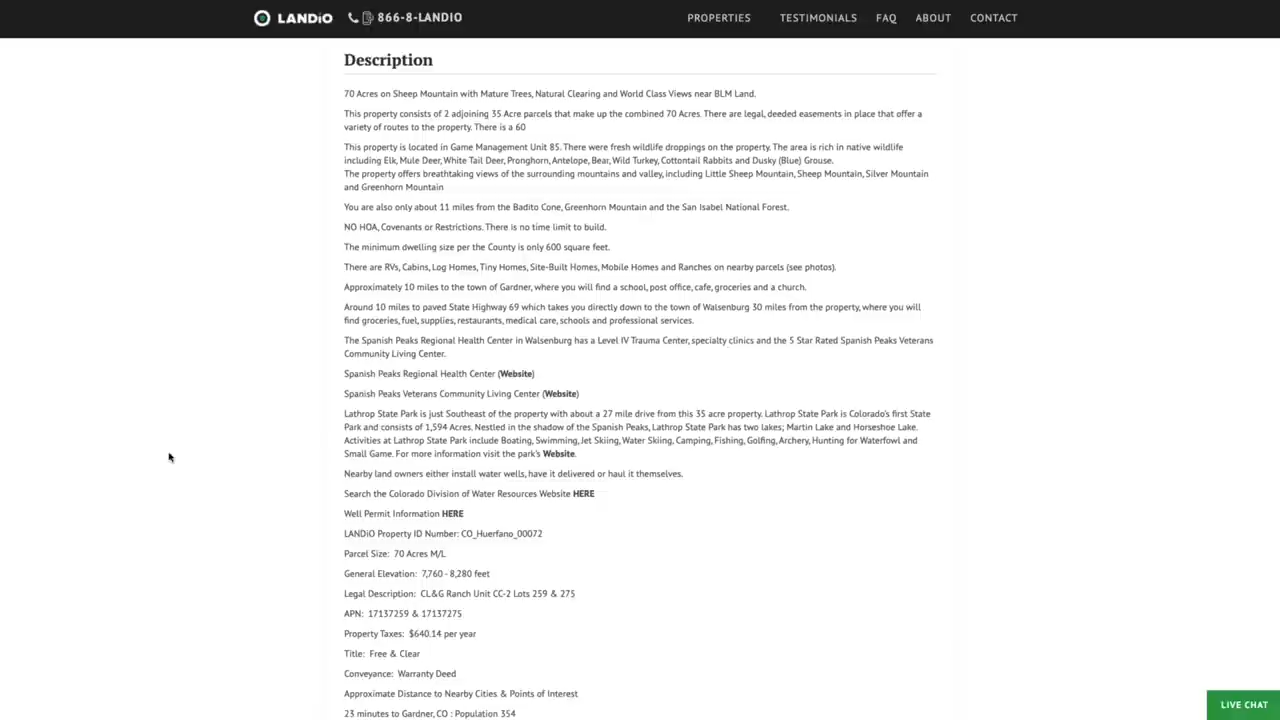 LANDiO 866-8-LANDIO PROPERTIES TESTIMONIALS FAQ ABOUT CONTACT
Description
70 Acres on Sheep Mountain with Mature Trees, Natural Clearing and World Class Views near BLM Land.
This property consists of 2 adjoining 35 Acre parcels that make up the combined 70 Acres. There are legal, deeded easements in place that offer a
variety of routes to the property. There is a 60
This property is located in Game Management Unit 85. There were fresh wildlife droppings on the property. The area is rich in native wildlife
including Elk, Mule Deer, White Tail Deer, Pronghorn, Antelope, Bear, Wild Turkey, Cottontail Rabbits and Dusky (Blue) Grouse.
The property offers breathtaking views of the surrounding mountains and valley, including Little Sheep Mountain, Sheep Mountain, Silver Mountain
and Greenhorn Mountain
You are also only about 11 miles from the Badito Cone, Greenhorn Mountain and the San Isabel National Forest.
NO HOA, Covenants or Restrictions. There is no time limit to build.
The minimum dwelling size per the County is only 600 square feet.
There are RVs, Cabins, Log Homes, Tiny Homes, Site-Built Homes, Mobile Homes and Ranches on nearby parcels (see photos).
Approximately 10 miles to the town of Gardner, where you will find a school, post office, cafe, groceries and a church.
Around 10 miles to paved State Highway 69 which takes you directly down to the town of Walsenburg 30 miles from the property, where you will
find groceries, fuel, supplies, restaurants, medical care, schools and professional services.
The Spanish Peaks Regional Health Center in Walsenburg has a Level IV Trauma Center, specialty clinics and the 5 Star Rated Spanish Peaks Veterans
Community Living Center.
Spanish Peaks Regional Health Center (Website)
Spanish Peaks Veterans Community Living Center (Website)
Lathrop State Park is just Southeast of the property with about a 27 mile drive from this 35 acre property. Lathrop State Park is Colorado's first State
Park and consists of 1,594 Acres. Nestled in the shadow of the Spanish Peaks, Lathrop State Park has two lakes; Martin Lake and Horseshoe Lake.
Activities at Lathrop State Park include Boating, Swimming, Jet Skiing, Water Skiing, Camping, Fishing, Golfing, Archery, Hunting for Waterfowl and
Small Game. For more information visit the park's Website.
Nearby land owners either install water wells, have it delivered or haul it themselves.
Search the Colorado Division of Water Resources Website HERE
Well Permit Information HERE
LANDiO Property ID Number: CO_Huerfano_00072
Parcel Size: 70 Acres M/L
General Elevation: 7,760 - 8,280 feet
Legal Description: CL&G Ranch Unit CC-2 Lots 259 & 275
APN: 17137259 & 17137275
Property Taxes: $640.14 per year
Title: Free & Clear
Conveyance: Warranty Deed
Approximate Distance to Nearby Cities & Points of Interest
23 minutes to Gardner, CO : Population 354
LIVE CHAT